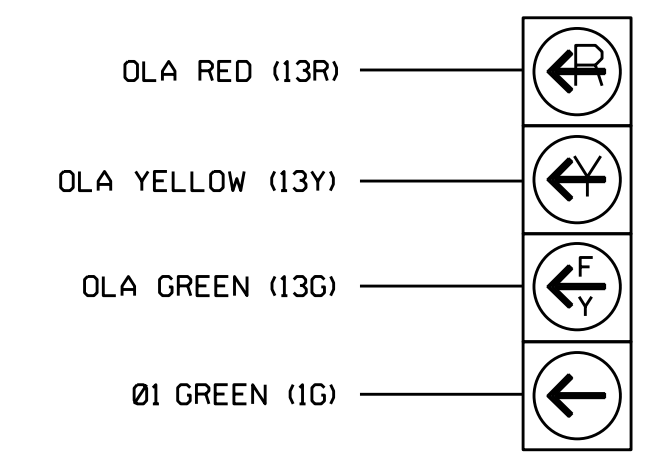 OLA RED (13R)
R
OLA YELLOW (13Y)
Y
OLA GREEN (13G)
F
Y
Ø1 GREEN (1G)